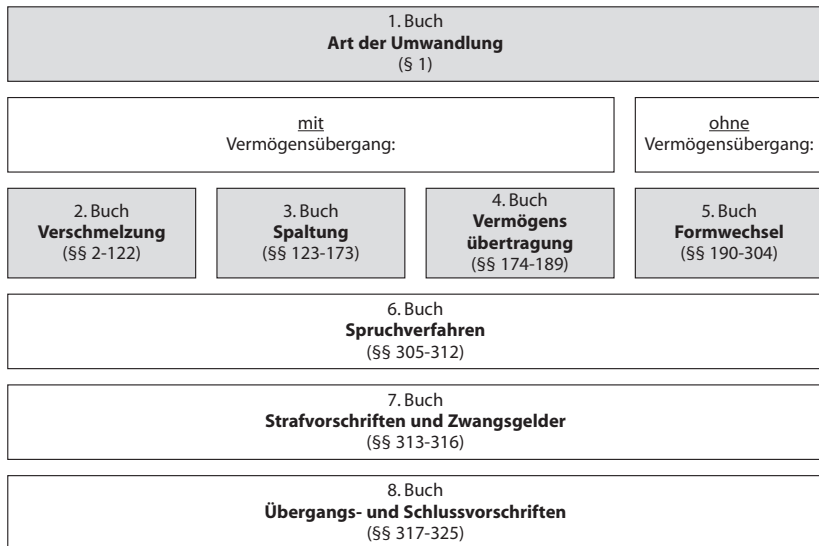 1. Buch
Art der Umwandlung
(§ 1)
mit
Vermögensübergang:
ohne
Vermögensübergang:
2. Buch
Verschmelzung
(§§ 2-122)
3. Buch
Spaltung
(§§ 123-173)
4. Buch
Vermögens
übertragung
(§§ 174-189)
5. Buch
Formwechsel
(§§ 190-304)
6. Buch
Spruchverfahren
(§§ 305-312)
7. Buch
Strafvorschriften und Zwangsgelder
(§§ 313-316)
8. Buch
Übergangs- und Schlussvorschriften
(§§ 317-325)